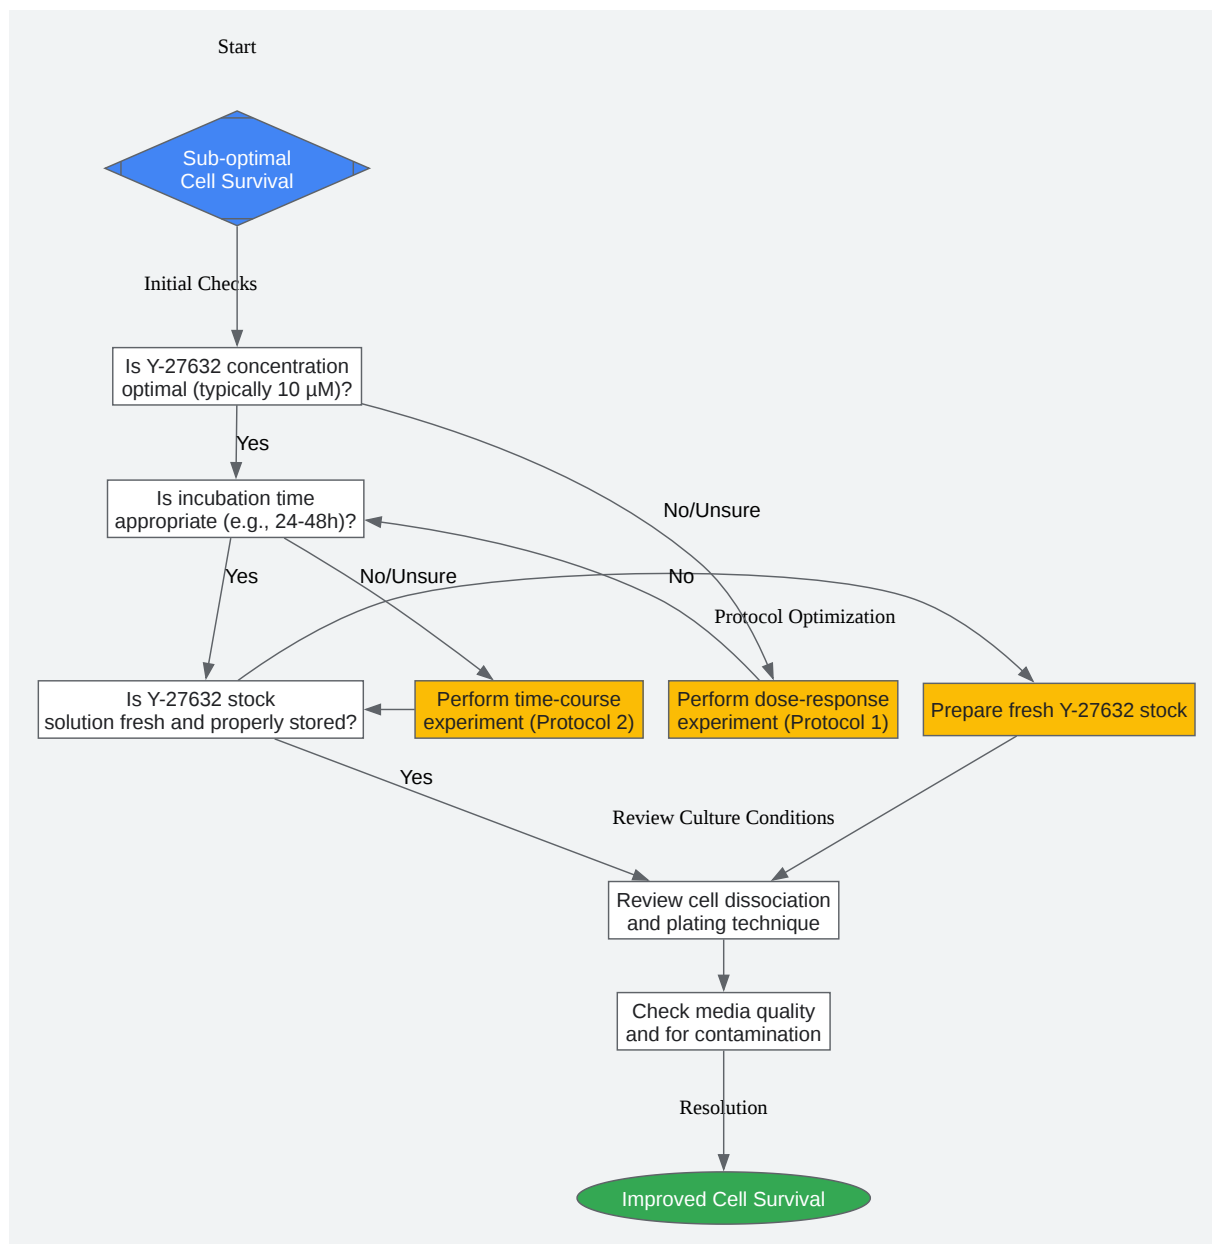 Start
Sub-optimal
Cell Survival
Initial Checks
Is Y-27632 concentration
optimal (typically 10 µM)?
Yes
Is incubation time
appropriate (e.g., 24-48h)?
No/Unsure
Yes
No/Unsure
No
Protocol Optimization
Is Y-27632 stock
solution fresh and properly stored?
Perform time-course
experiment (Protocol 2)
Perform dose-response
experiment (Protocol 1)
Prepare fresh Y-27632 stock
Yes
Review Culture Conditions
Review cell dissociation
and plating technique
Check media quality
and for contamination
Resolution
Improved Cell Survival